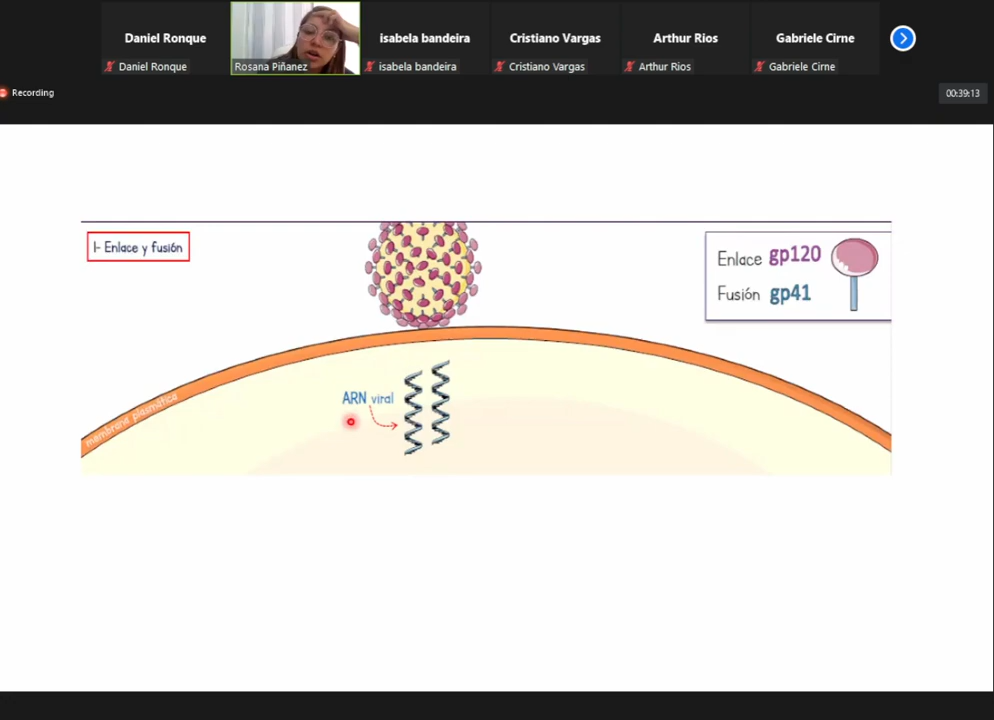 Daniel Ronque
isabela bandeira
Cristiano Vargas
Arthur Rios
Gabriele Cirne
Daniel Ronque
Rosana Piñanez
isabela bandeira
Cristiano Vargas
Arthur Rios
Gabriele Cirne
Recording
00:39:13
1- Enlace y fusión
Enlace gp120
Fusión gp41
ARN viral
membrana plasmática